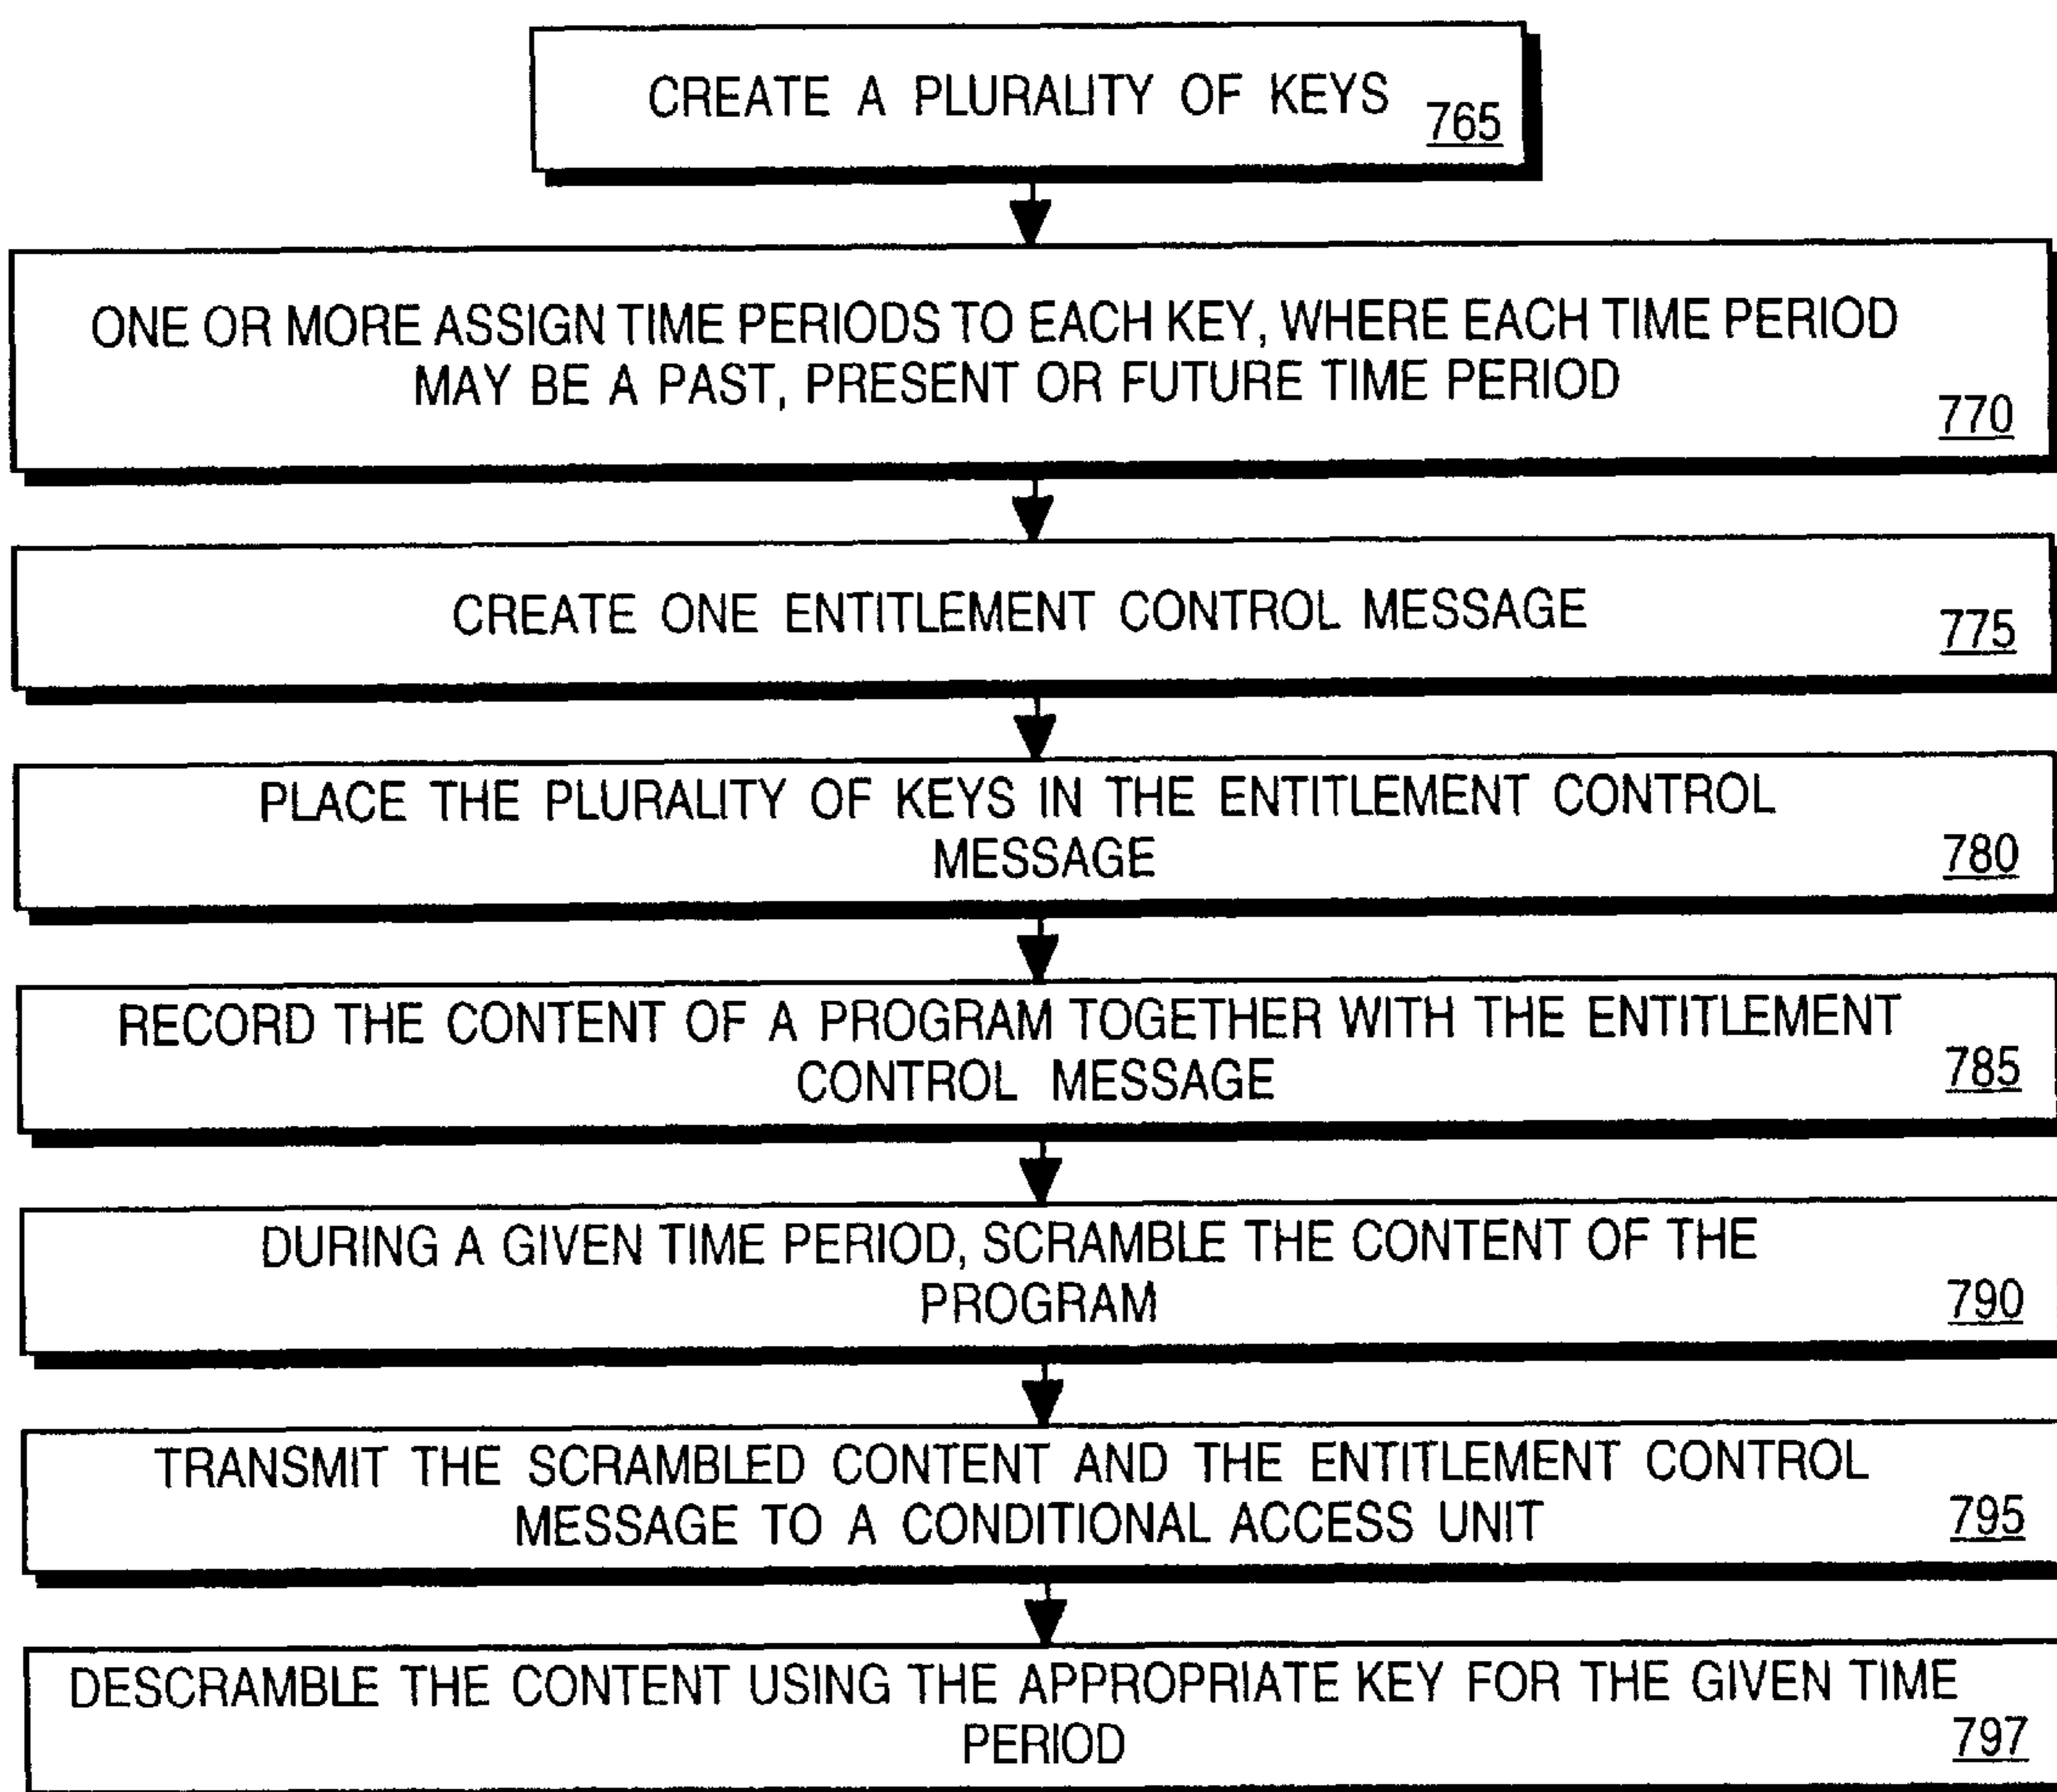 CREATE A PLURALITY OF KEYS
765
ONE OR MORE ASSIGN TIME PERIODS TO EACH KEY, WHERE EACH TIME PERIOD
MAY BE A PAST, PRESENT OR FUTURE TIME PERIOD
770
CREATE ONE ENTITLEMENT CONTROL MESSAGE
775
PLACE THE PLURALITY OF KEYS IN THE ENTITLEMENT CONTROL
MESSAGE
780
RECORD THE CONTENT OF A PROGRAM TOGETHER WITH THE ENTITLEMENT
CONTROL MESSAGE
785
DURING A GIVEN TIME PERIOD, SCRAMBLE THE CONTENT OF THE
PROGRAM
790
TRANSMIT THE SCRAMBLED CONTENT AND THE ENTITLEMENT CONTROL
MESSAGE TO A CONDITIONAL ACCESS UNIT
795
DESCRAMBLE THE CONTENT USING THE APPROPRIATE KEY FOR THE GIVEN TIME
PERIOD
797